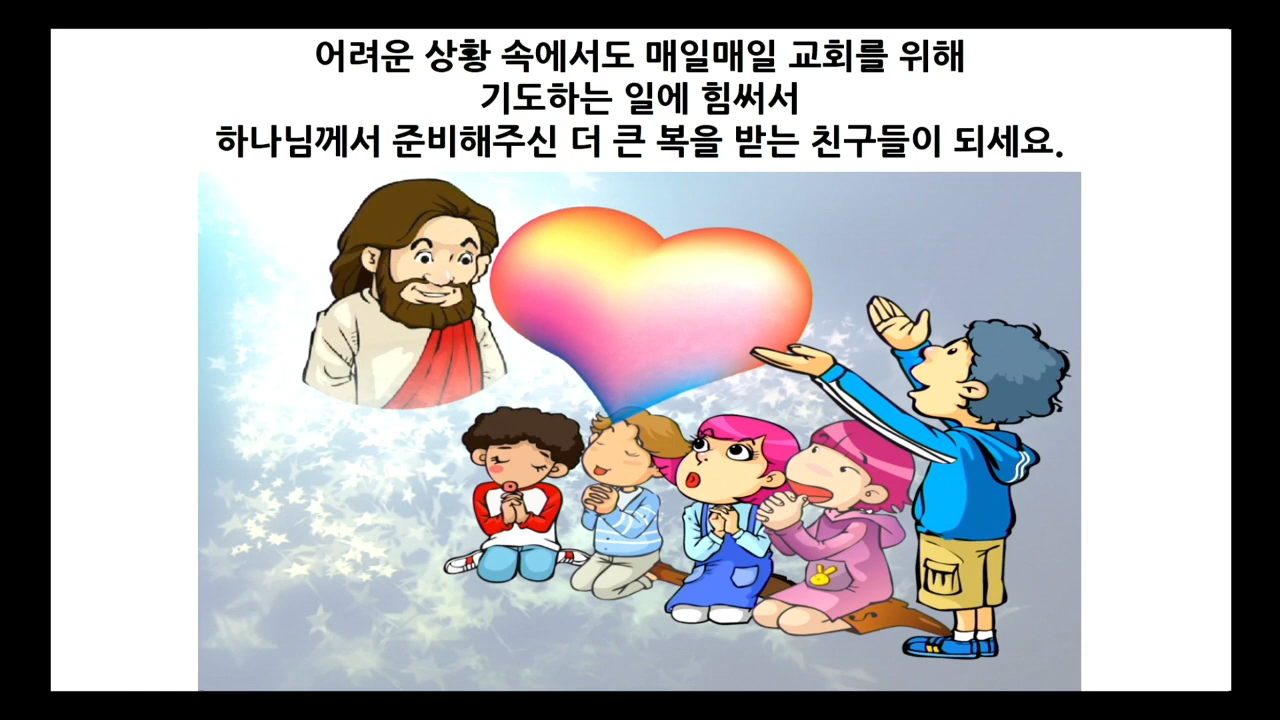 어려운 상황 속에서도 매일매일 교회를 위해
기도하는 일에 힘써서
하나님께서 준비해주신 더 큰 복을 받는 친구들이 되세요.